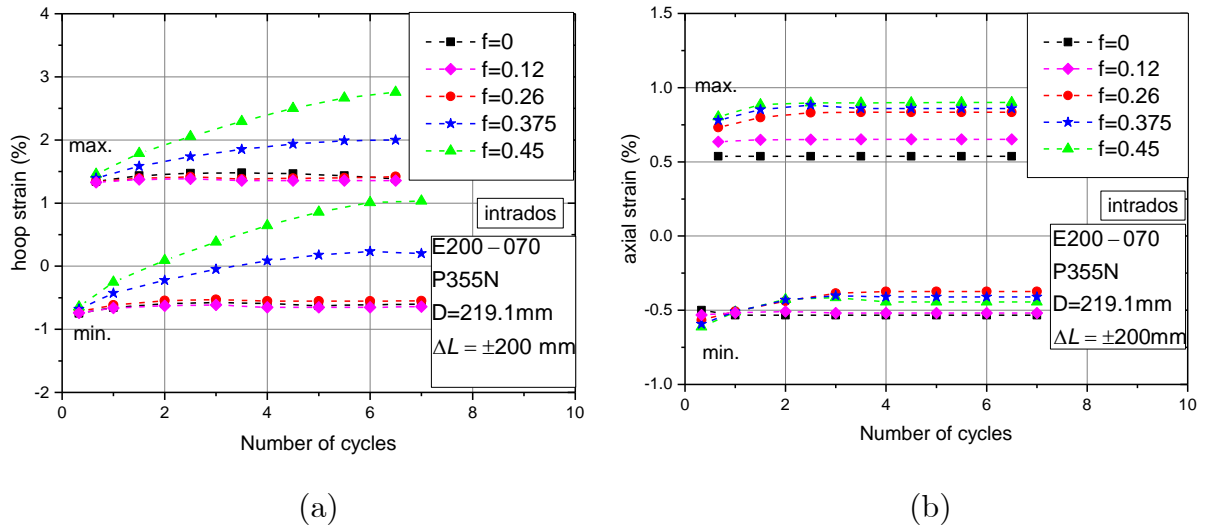 hoop strain (%)
4
3
2
1
0
-1
-2
max.
min.
f=0
f=0.12
f=0.26
f=0.375
f=0.45
intrados
E200−070
P355N
D=219.1mm
ΔL = ±200 mm
0 2 4 6 8 10
Number of cycles
(a)
axial strain (%)
1.5
1.0
0.5
0.0
-0.5
-1.0
max.
min.
f=0
f=0.12
f=0.26
f=0.375
f=0.45
intrados
E200−070
P355N
D=219.1mm
ΔL = ±200mm
0 2 4 6 8 10
Number of cycles
(b)